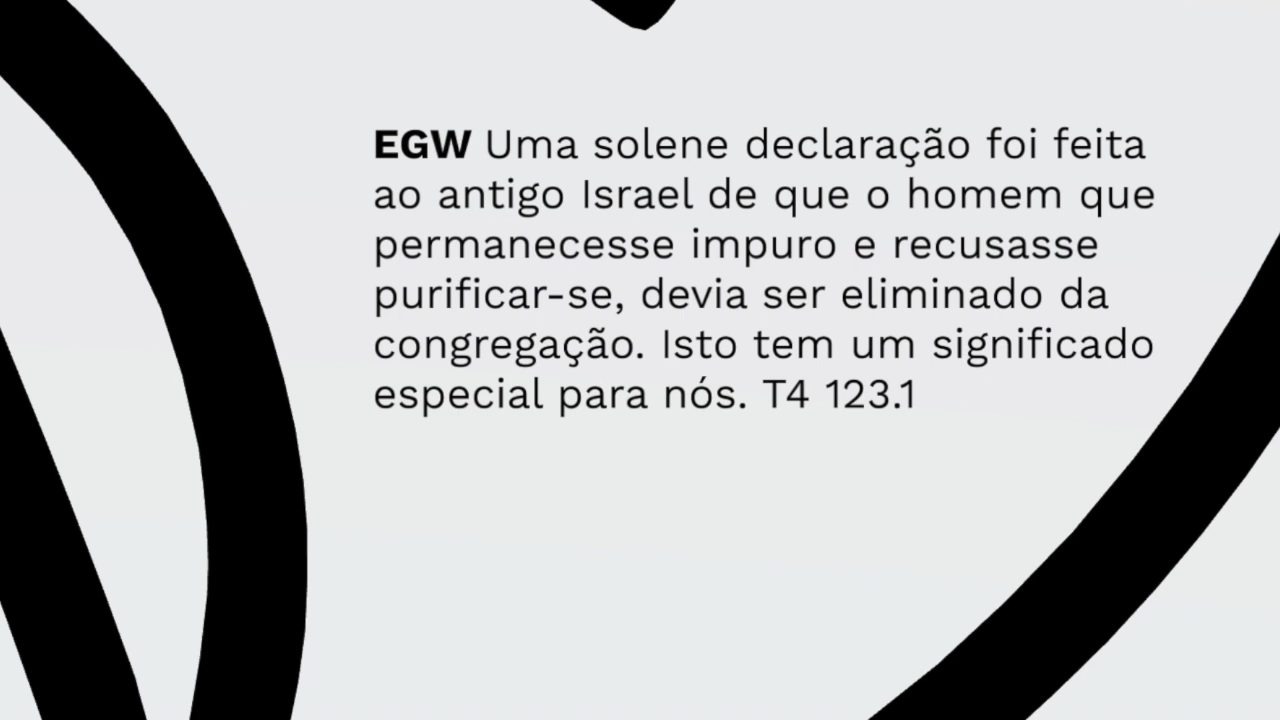 EGW Uma solene declaração foi feita
ao antigo Israel de que o homem que
permanecesse impuro e recusasse
purificar-se, devia ser eliminado da
congregação. Isto tem um significado
especial para nós. T4 123.1